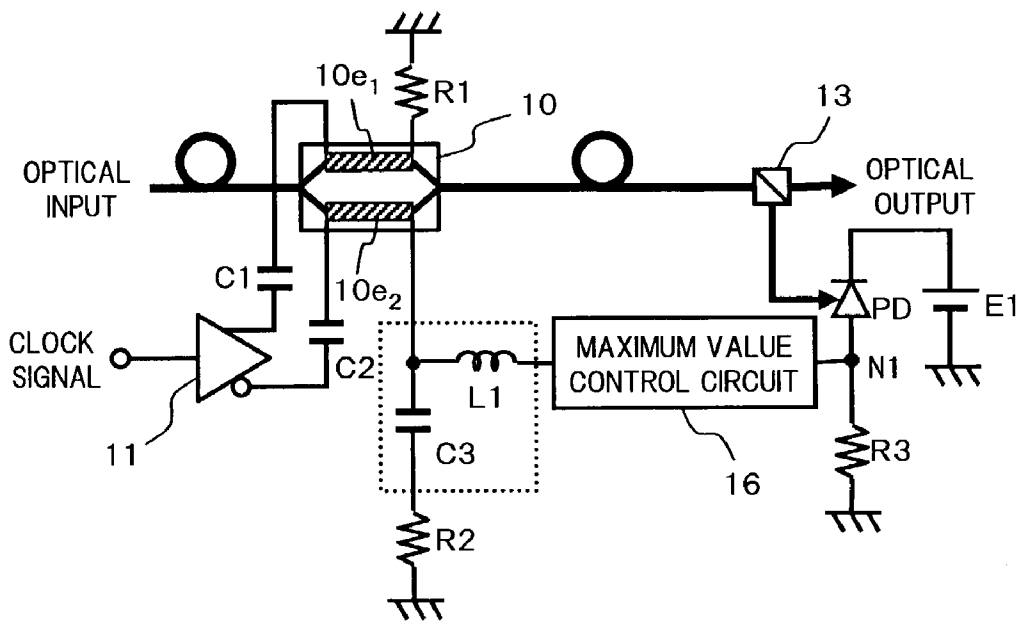 10e1
R1
10
13
OPTICAL
INPUT
OPTICAL
OUTPUT
C1
10e2
PD
E1
CLOCK
SIGNAL
C2
MAXIMUM VALUE
CONTROL CIRCUIT
N1
L1
11
C3
16
R3
R2